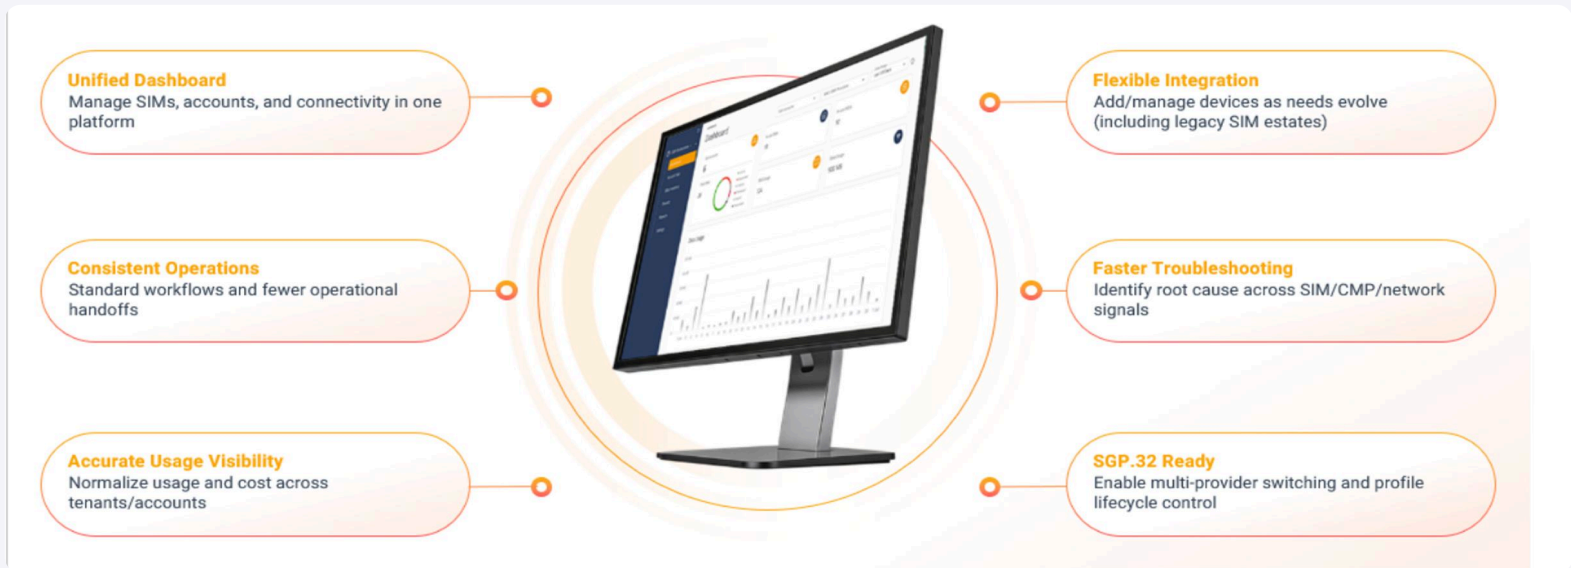 Unified Dashboard
Manage SIMs, accounts, and connectivity in one
platform
Consistent Operations
Standard workflows and fewer operational
handoffs
Accurate Usage Visibility
Normalize usage and cost across
tenants/accounts
Dashboard
Flexible Integration
Add/manage devices as needs evolve
(including legacy SIM estates)
Faster Troubleshooting
Identify root cause across SIM/CMP/network
signals
SGP.32 Ready
Enable multi-provider switching and profile
lifecycle control